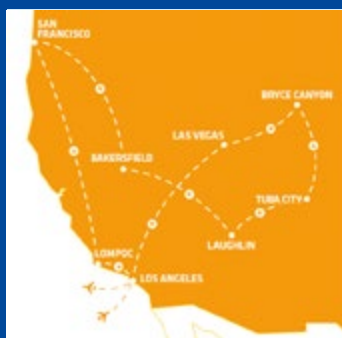 SAN
FRANCISCO
BRYCE CANYON
LAS VEGAS
BAKERSFIELD
TUBA CITY
LAUGHLIN
LOMPOC
LOS ANGELES